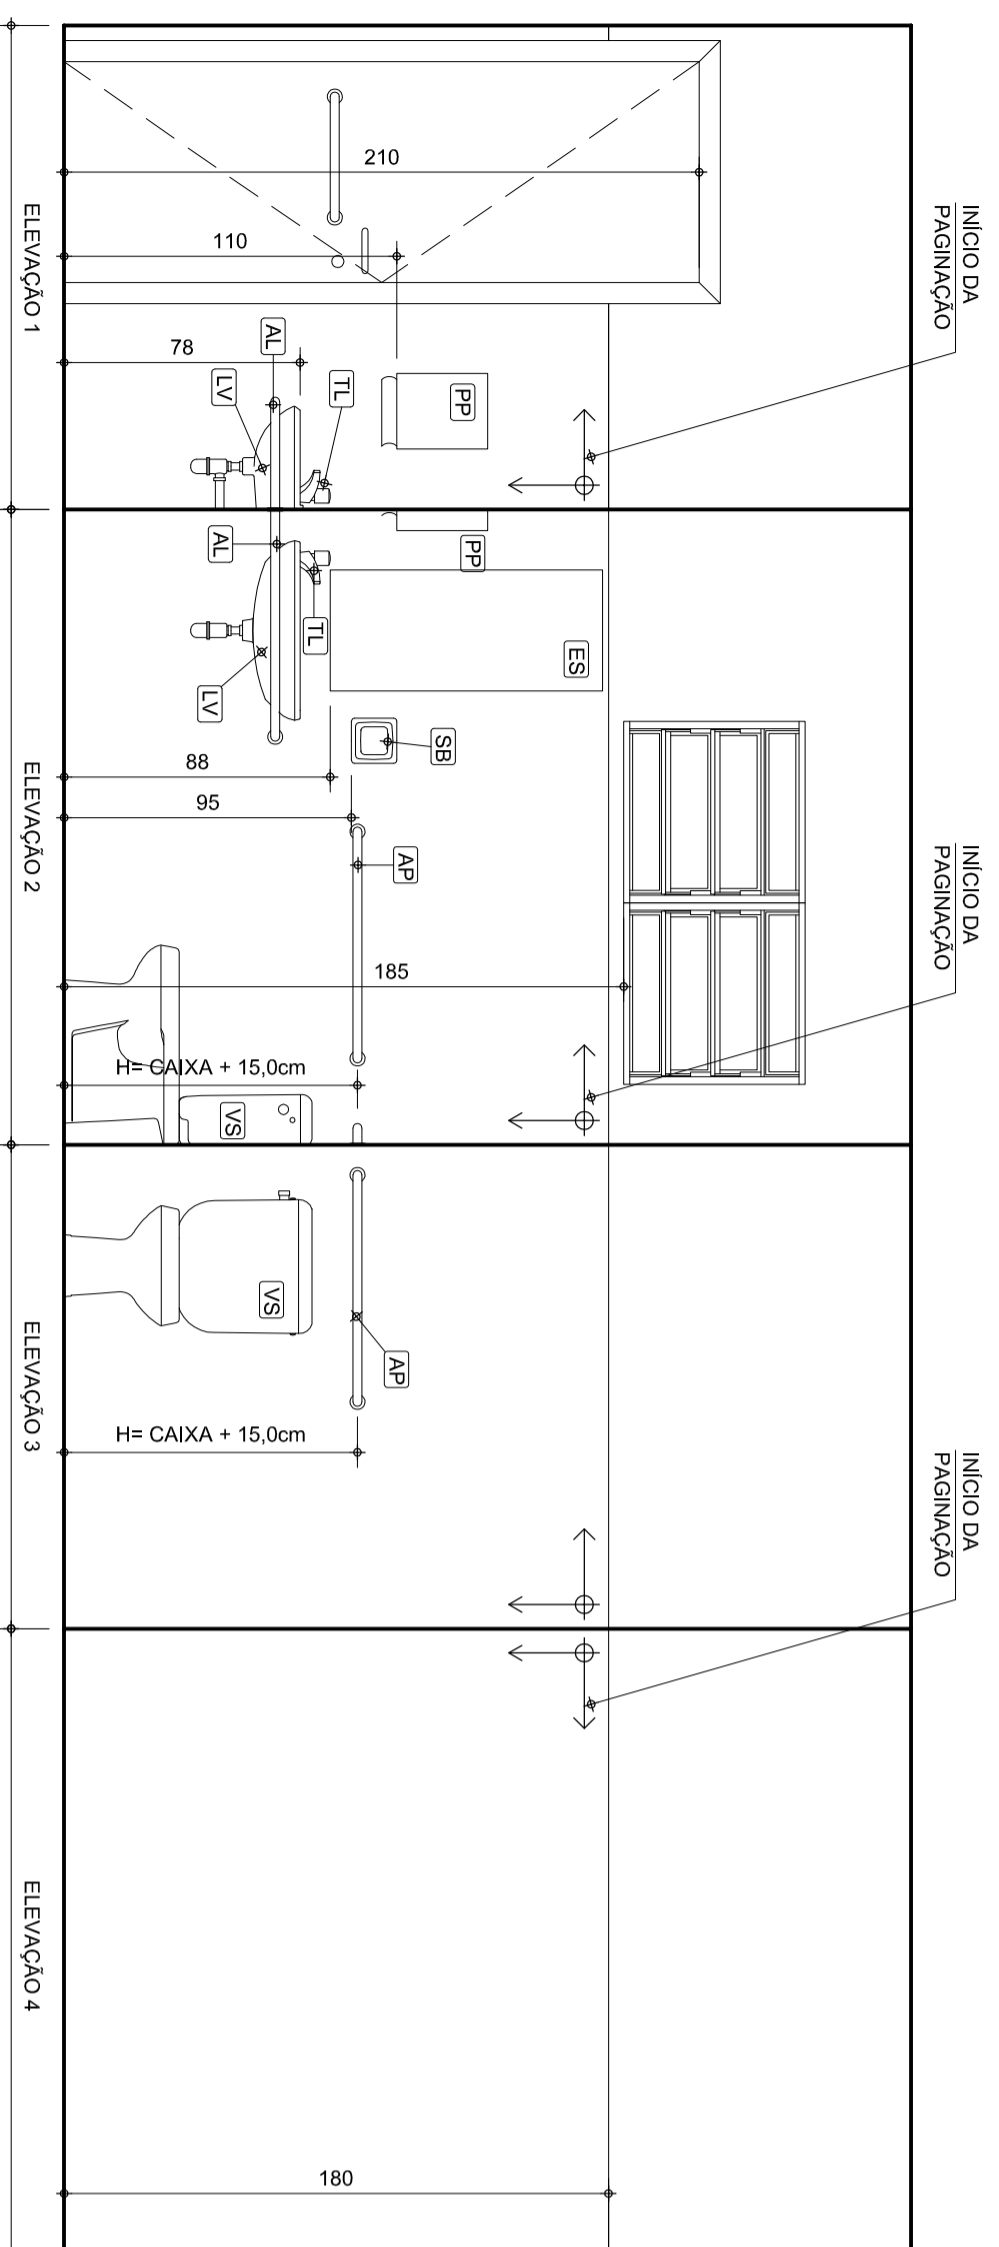 INÍCIO DA
PAGINAÇÃO
INÍCIO DA
PAGINAÇÃO
INÍCIO DA
PAGINAÇÃO
210
110
78
AL
LV
TL
PP
AL
TL
LV
PP
ES
SB
88
95
AP
185
H= CAIXA + 15,0cm
VS
VS
AP
H= CAIXA + 15,0cm
180
ELEVAÇÃO 1
ELEVAÇÃO 2
ELEVAÇÃO 3
ELEVAÇÃO 4